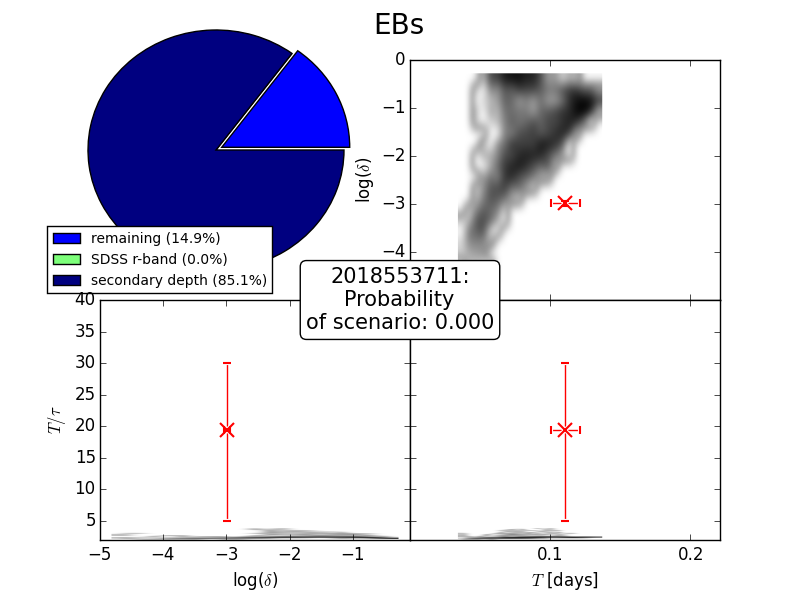 EBs
remaining (14.9%)
SDSS r-band (0.0%)
secondary depth (85.1%)
0
−1
−2
−3
−4
log(δ)
2018553711:
Probability
of scenario: 0.000
40
35
30
25
20
15
10
5
T/τ
−5 −4 −3 −2 −1
log(δ)
0.1 0.2
T [days]